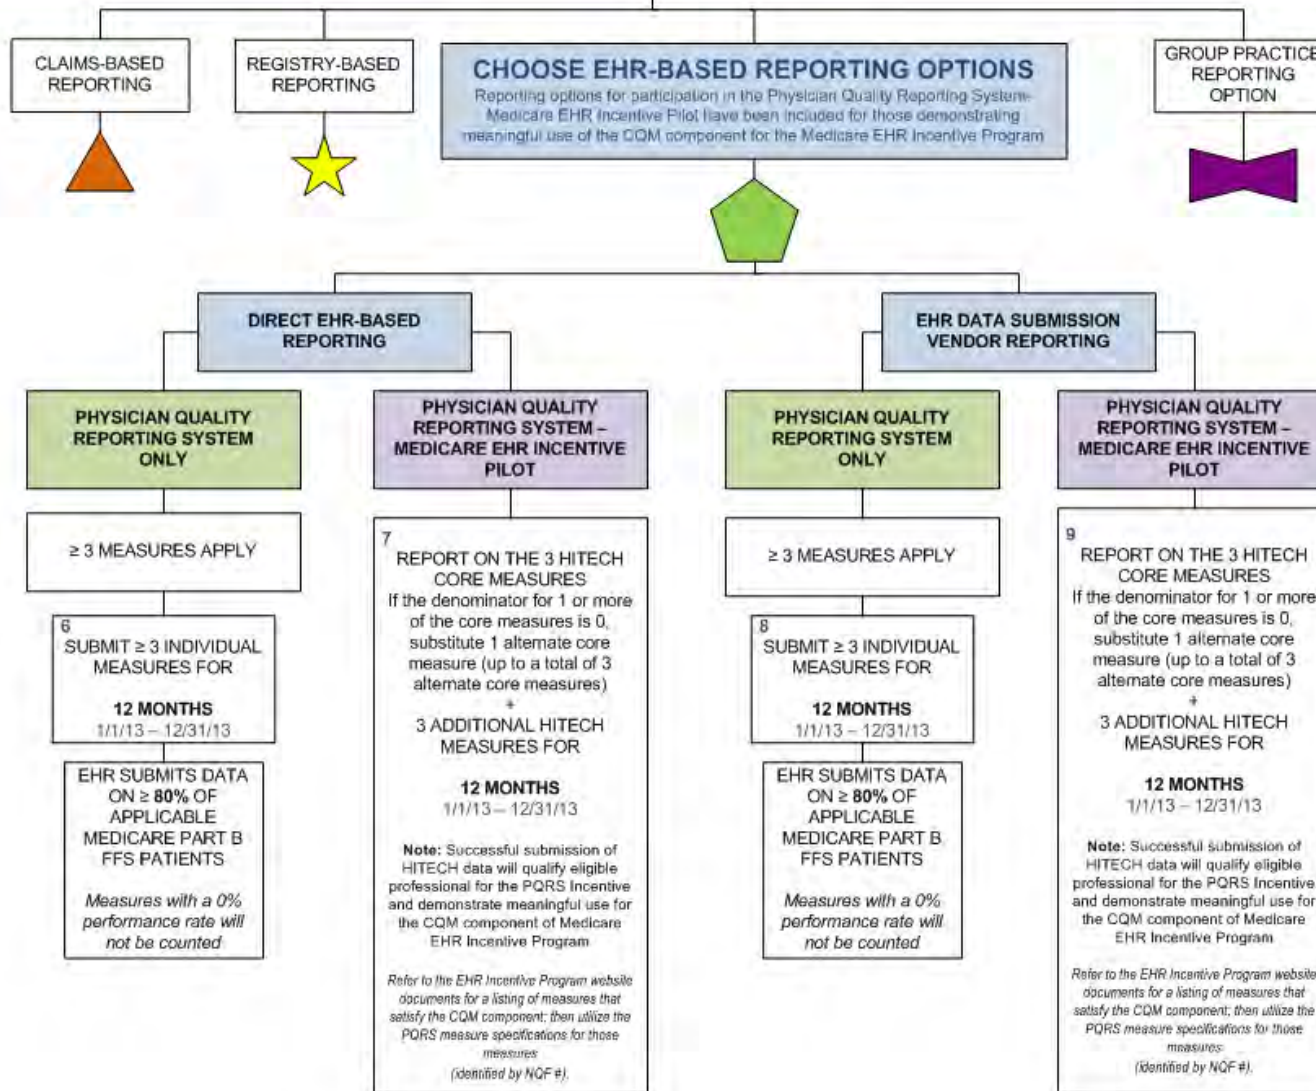 CLAIMS-BASED
REPORTING
REGISTRY-BASED
REPORTING
CHOOSE EHR-BASED REPORTING OPTIONS
Reporting options for participation in the Physician Quality Reporting System-
Medicare EHR Incentive Pilot have been included for those demonstrating
meaningful use of the CQM component for the Medicare EHR Incentive Program
GROUP PRACTICE
REPORTING
OPTION
DIRECT EHR-BASED
REPORTING
EHR DATA SUBMISSION
VENDOR REPORTING
PHYSICIAN QUALITY
REPORTING SYSTEM
ONLY
PHYSICIAN QUALITY
REPORTING SYSTEM –
MEDICARE EHR INCENTIVE
PILOT
PHYSICIAN QUALITY
REPORTING SYSTEM
ONLY
PHYSICIAN QUALITY
REPORTING SYSTEM –
MEDICARE EHR INCENTIVE
PILOT
≥ 3 MEASURES APPLY
6
SUBMIT ≥ 3 INDIVIDUAL
MEASURES FOR
12 MONTHS
1/1/13 – 12/31/13
EHR SUBMITS DATA
ON ≥ 80% OF
APPLICABLE
MEDICARE PART B
FFS PATIENTS
Measures with a 0%
performance rate will
not be counted
7
REPORT ON THE 3 HITECH
CORE MEASURES
If the denominator for 1 or more
of the core measures is 0,
substitute 1 alternate core
measure (up to a total of 3
alternate core measures)
+
3 ADDITIONAL HITECH
MEASURES FOR
12 MONTHS
1/1/13 – 12/31/13
Note: Successful submission of
HITECH data will qualify eligible
professional for the PQRS Incentive
and demonstrate meaningful use for
the CQM component of Medicare
EHR Incentive Program
Refer to the EHR Incentive Program website
documents for a listing of measures that
satisfy the CQM component; then utilize the
PQRS measure specifications for those
measures
(identified by NQF #).
≥ 3 MEASURES APPLY
8
SUBMIT ≥ 3 INDIVIDUAL
MEASURES FOR
12 MONTHS
1/1/13 – 12/31/13
EHR SUBMITS DATA
ON ≥ 80% OF
APPLICABLE
MEDICARE PART B
FFS PATIENTS
Measures with a 0%
performance rate will
not be counted
9
REPORT ON THE 3 HITECH
CORE MEASURES
If the denominator for 1 or more
of the core measures is 0,
substitute 1 alternate core
measure (up to a total of 3
alternate core measures)
+
3 ADDITIONAL HITECH
MEASURES FOR
12 MONTHS
1/1/13 – 12/31/13
Note: Successful submission of
HITECH data will qualify eligible
professional for the PQRS Incentive
and demonstrate meaningful use for
the CQM component of Medicare
EHR Incentive Program
Refer to the EHR Incentive Program website
documents for a listing of measures that
satisfy the CQM component; then utilize the
PQRS measure specifications for those
measures
(identified by NQF #).